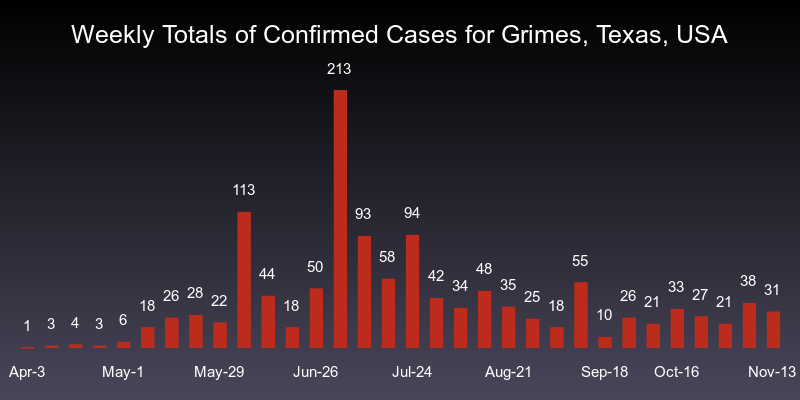 Weekly Totals of Confirmed Cases for Grimes, Texas, USA
1 3 4 3 6 18 26 28 22 113 44 18 50 213 93 58 94 42 34 48 35 25 18 55 10 26 21 33 27 21 38 31
Apr-3 May-1 May-29 Jun-26 Jul-24 Aug-21 Sep-18 Oct-16 Nov-13